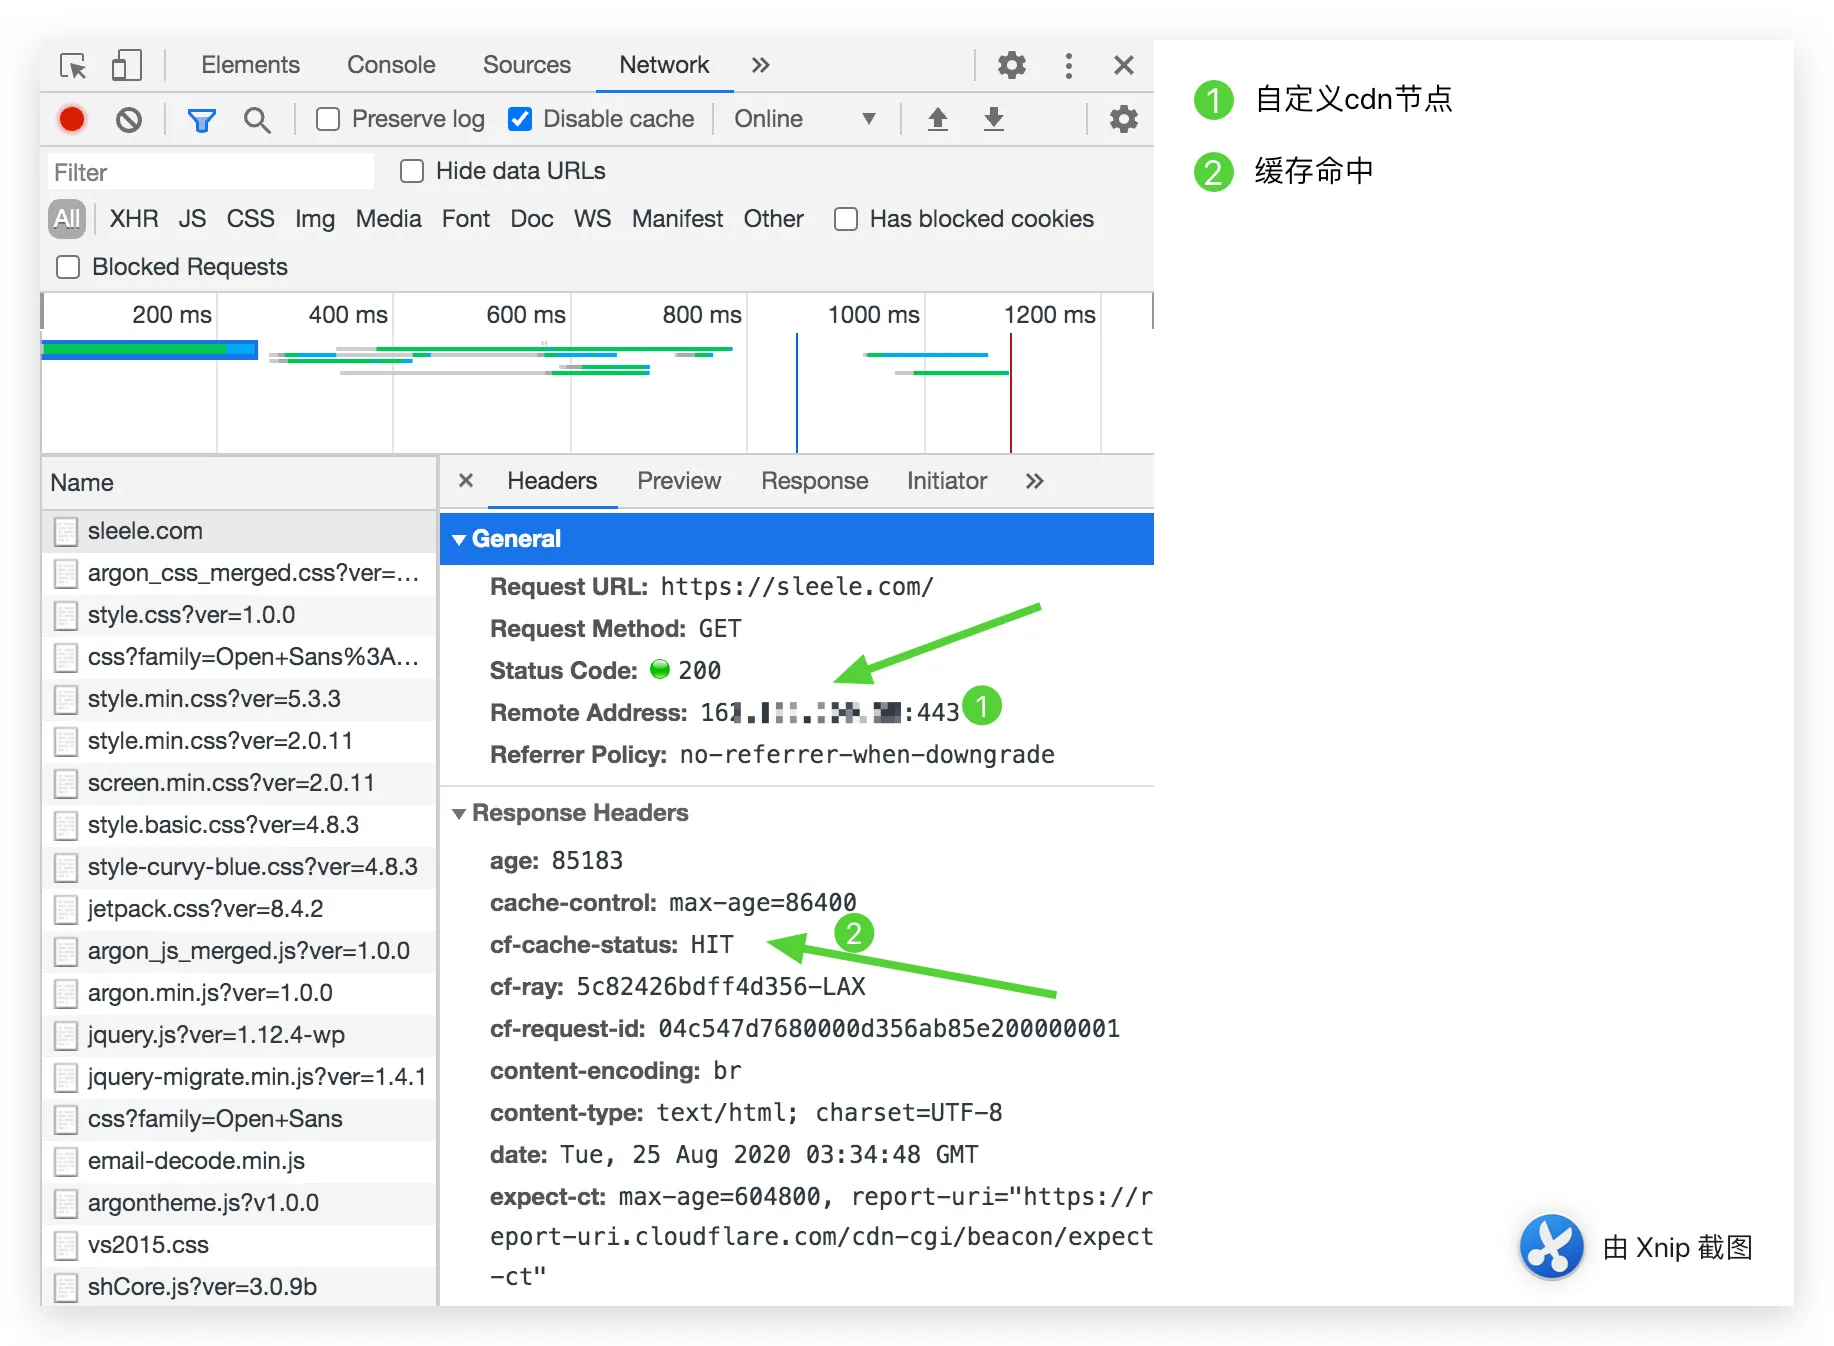 Elements Console Sources Network
Preserve log Disable cache Online
Filter Hide data URLs
All XHR JS CSS Img Media Font Doc WS Manifest Other Has blocked cookies
Blocked Requests
200 ms 400 ms 600 ms 800 ms 1000 ms 1200 ms
Name
sleele.com
argon_css_merged.css?ver=...
style.css?ver=1.0.0
css?family=Open+Sans%3A...
style.min.css?ver=5.3.3
style.min.css?ver=2.0.11
screen.min.css?ver=2.0.11
style.basic.css?ver=4.8.3
style-curvy-blue.css?ver=4.8.3
jetpack.css?ver=8.4.2
argon_js_merged.js?ver=1.0.0
argon.min.js?ver=1.0.0
jquery.js?ver=1.12.4-wp
jquery-migrate.min.js?ver=1.4.1
css?family=Open+Sans
email-decode.min.js
argontheme.js?v1.0.0
vs2015.css
shCore.js?ver=3.0.9b
Headers Preview Response Initiator
General
Request URL: https://sleele.com/
Request Method: GET
Status Code: 200
Remote Address: :443 1
Referrer Policy: no-referrer-when-downgrade
Response Headers
age: 85183
cache-control: max-age=86400
cf-cache-status: HIT 2
cf-ray: 5c82426bdff4d356-LAX
cf-request-id: 04c547d7680000d356ab85e200000001
content-encoding: br
content-type: text/html; charset=UTF-8
date: Tue, 25 Aug 2020 03:34:48 GMT
expect-ct: max-age=604800, report-uri="https://r
eport-uri.cloudflare.com/cdn-cgi/beacon/expect
-ct"
1 自定义cdn节点
2 缓存命中
由 Xnip 截图